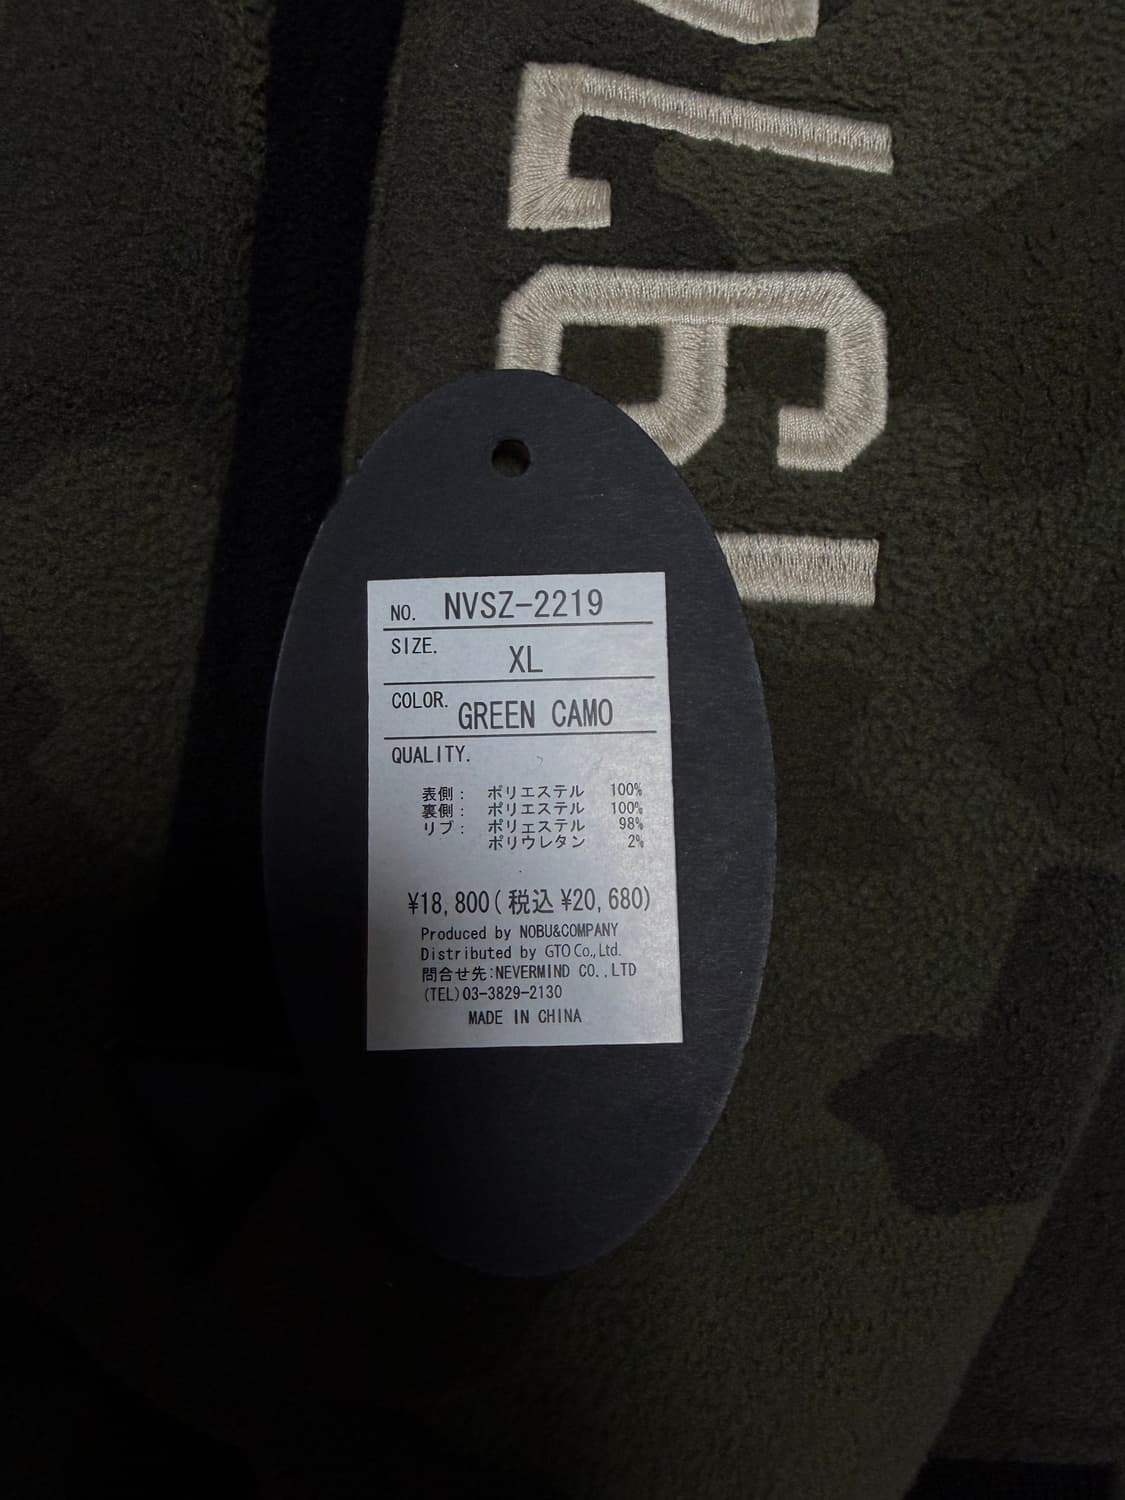 NO. NVSZ-2219
SIZE. XL
COLOR. GREEN CAMO
QUALITY.
表側： ポリエステル 100%
裏側： ポリエステル 100%
リブ： ポリエステル 98%
ポリウレタン 2%
¥18,800(税込¥20,680)
Produced by NOBU&COMPANY
Distributed by GTO Co.,Ltd.
問合せ先:NEVERMIND CO.,LTD
(TEL)03-3829-2130
MADE IN CHINA